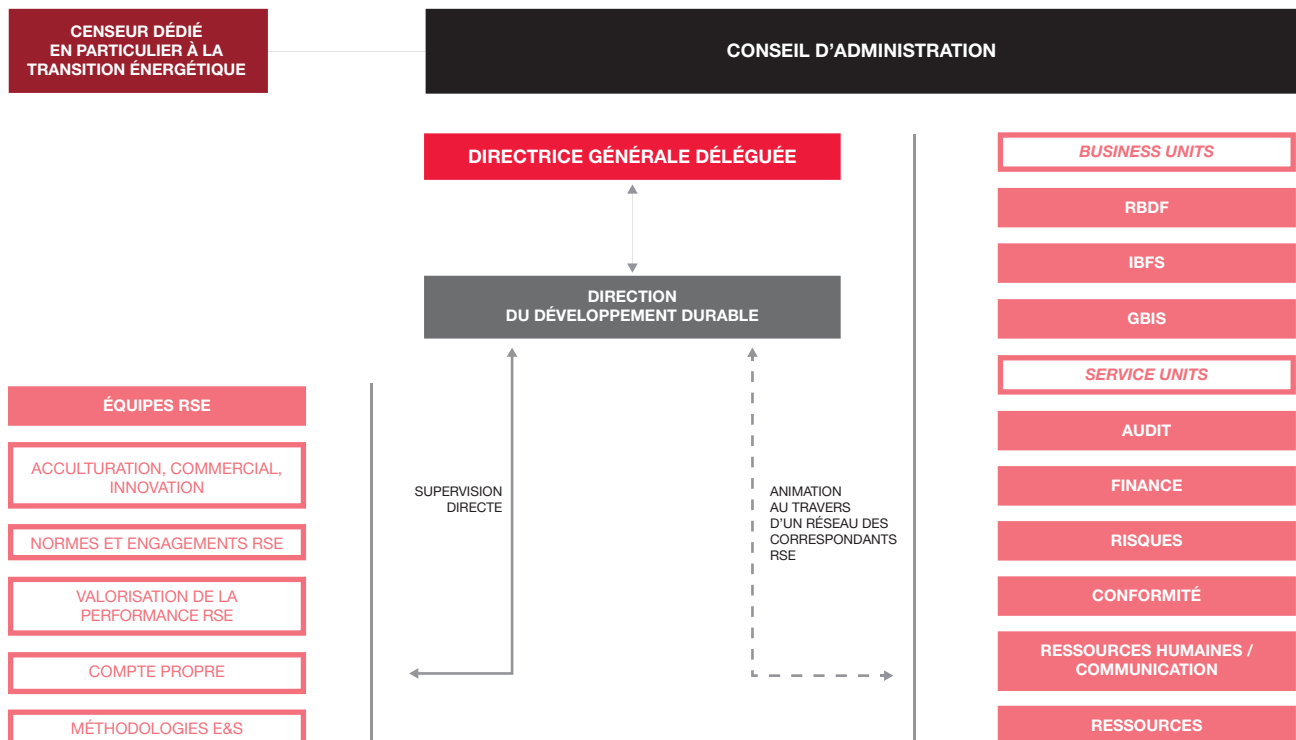 CENSEUR DÉDIÉ
EN PARTICULIER À LA
TRANSITION ÉNERGÉTIQUE
CONSEIL D'ADMINISTRATION
DIRECTRICE GÉNÉRALE DÉLÉGUÉE
DIRECTION
DU DÉVELOPPEMENT DURABLE
ÉQUIPES RSE
ACCULTURATION, COMMERCIAL,
INNOVATION
NORMES ET ENGAGEMENTS RSE
VALORISATION DE LA
PERFORMANCE RSE
COMPTE PROPRE
MÉTHODOLOGIES E&S
SUPERVISION
DIRECTE
ANIMATION
AU TRAVERS
D'UN RÉSEAU DES
CORRESPONDANTS
RSE
BUSINESS UNITS
RBDF
IBFS
GBIS
SERVICE UNITS
AUDIT
FINANCE
RISQUES
CONFORMITÉ
RESSOURCES HUMAINES /
COMMUNICATION
RESSOURCES